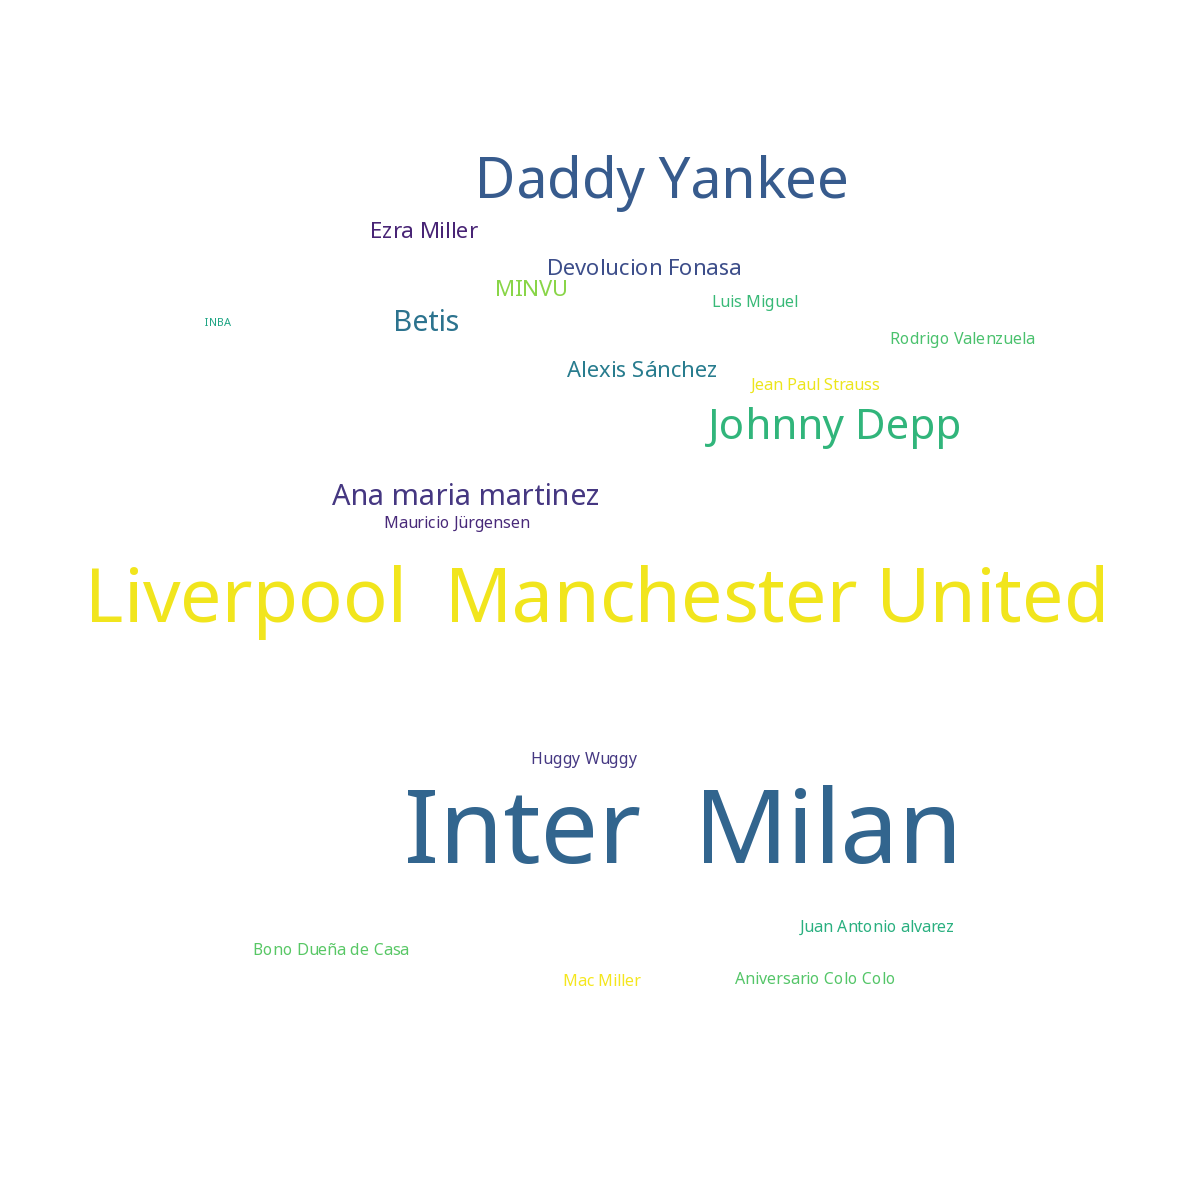 Daddy Yankee
Ezra Miller
Devolucion Fonasa
MINVU
Luis Miguel
Betis
INBA
Rodrigo Valenzuela
Alexis Sánchez
Jean Paul Strauss
Johnny Depp
Ana maria martinez
Mauricio Jürgensen
Liverpool  Manchester United
Huggy Wuggy
Inter  Milan
Juan Antonio alvarez
Bono Dueña de Casa
Mac Miller
Aniversario Colo Colo